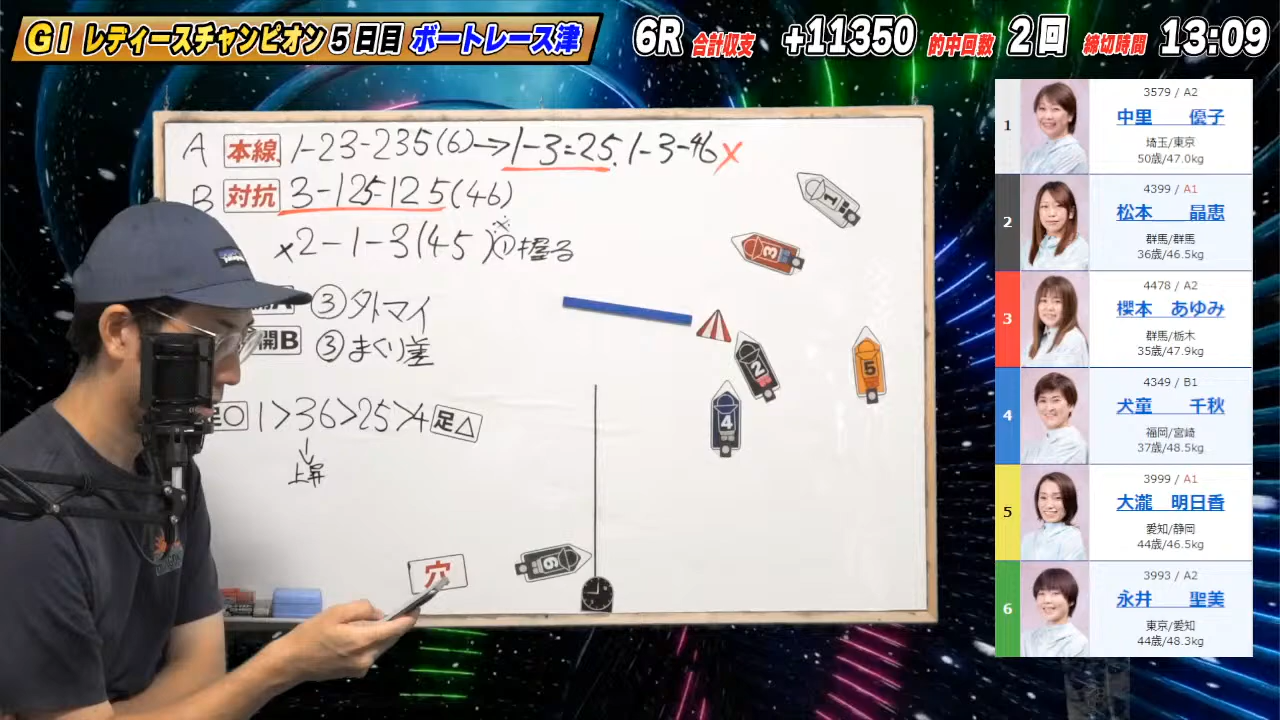 GⅠ レディースチャンピオン5日目 ボートレース津
6R 合計収支 +11350 的中回数 2回 締切時間 13:09
A 本線 1-23-235(6)→1-3=25. 1-3-46×
B 対抗 3-125-125(46)
×2-1-3(45)①握る
※
③外マイ
開B ③まくり差
足○ 1>36>25>4 足△
↓
上昇
穴
1
3
2
4
5
6
1
3579 / A2
中里 優子
埼玉/東京
50歳/47.0kg
2
4399 / A1
松本 晶恵
群馬/群馬
36歳/46.5kg
3
4478 / A2
櫻本 あゆみ
群馬/栃木
35歳/47.9kg
4
4349 / B1
犬童 千秋
福岡/宮崎
37歳/48.5kg
5
3999 / A1
大瀧 明日香
愛知/静岡
44歳/46.5kg
6
3993 / A2
永井 聖美
東京/愛知
44歳/48.3kg